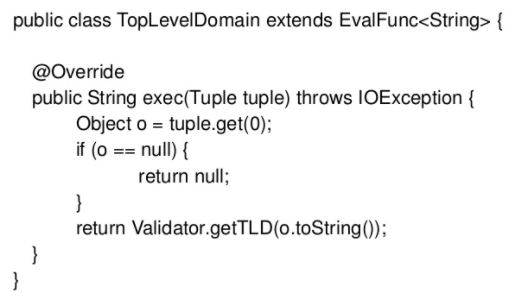 public class TopLevelDomain extends EvalFunc<String> {
@Override
public String exec(Tuple tuple) throws IOException {
Object o = tuple.get(0);
if (o == null) {
return null;
}
return Validator.getTLD(o.toString());
}
}